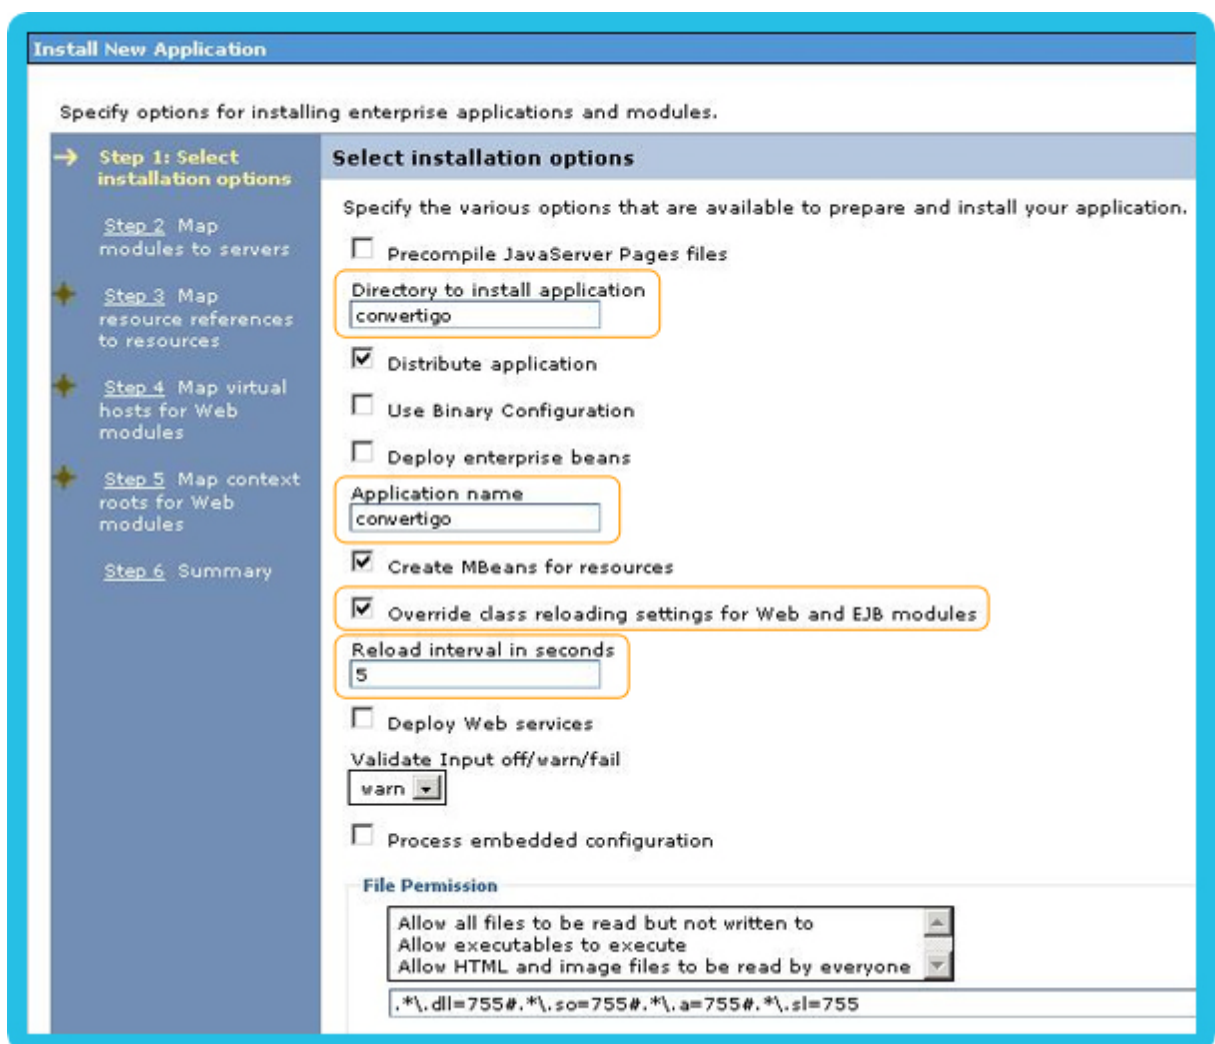 Install New Application
Specify options for installing enterprise applications and modules.
Step 1: Select
installation options
Step 2 Map
modules to servers
Step 3 Map
resource references
to resources
Step 4 Map virtual
hosts for Web
modules
Step 5 Map context
roots for Web
modules
Step 6 Summary
Select installation options
Specify the various options that are available to prepare and install your application.
Precompile JavaServer Pages files
Directory to install application
convertigo
Distribute application
Use Binary Configuration
Deploy enterprise beans
Application name
convertigo
Create MBeans for resources
Override class reloading settings for Web and EJB modules
Reload interval in seconds
5
Deploy Web services
Validate Input off/warn/fail
warn
Process embedded configuration
File Permission
Allow all files to be read but not written to
Allow executables to execute
Allow HTML and image files to be read by everyone
.*\.dll=755#.*\.so=755#.*\.a=755#.*\.sl=755